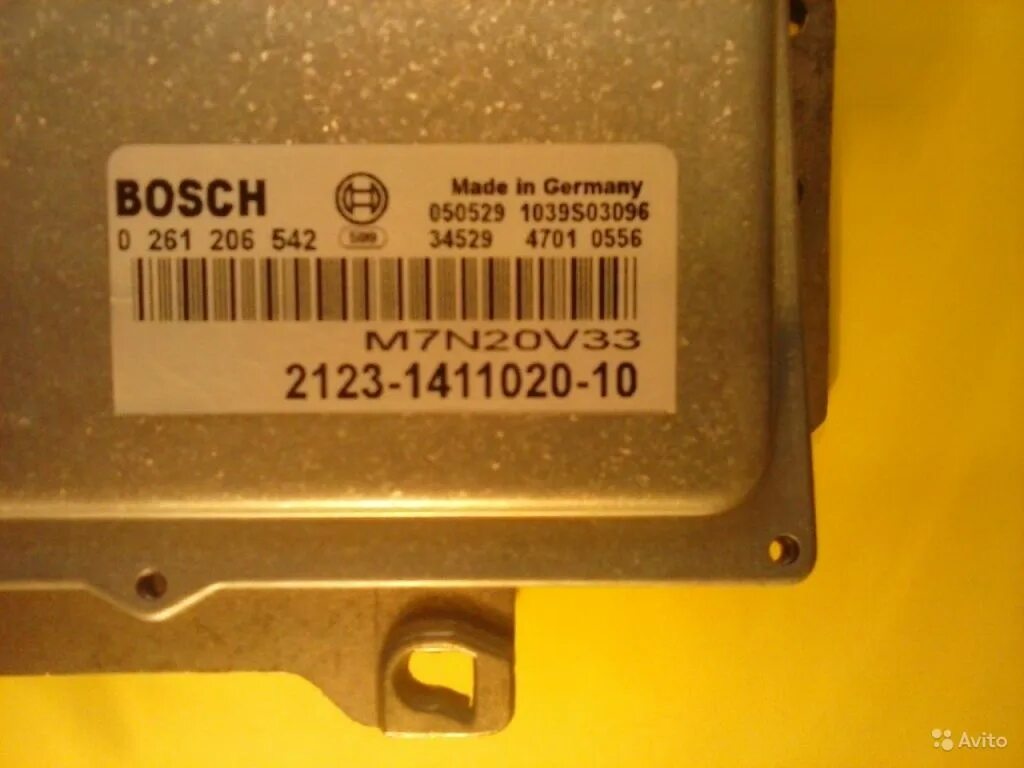 BOSCH
Made in Germany
050529 1039S03096
0 261 206 542
34529 4701 0556
M7N20V33
2123-1411020-10
Avito